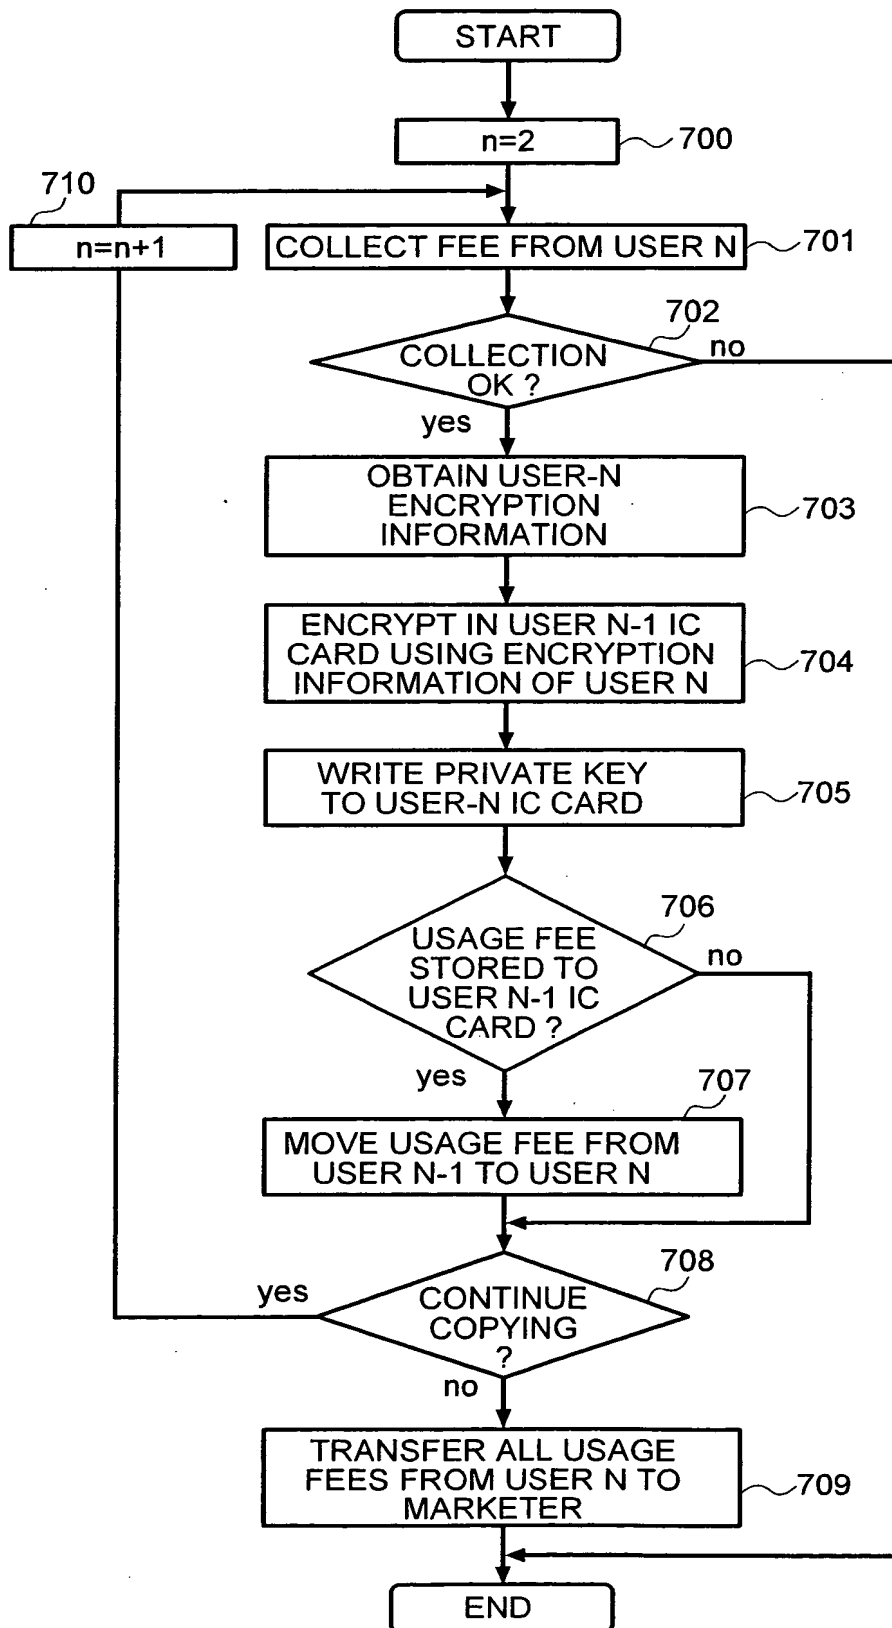 START
n=2
700
710
n=n+1
COLLECT FEE FROM USER N
701
702
COLLECTION
OK ?
no
yes
OBTAIN USER-N
ENCRYPTION
INFORMATION
703
ENCRYPT IN USER N-1 IC
CARD USING ENCRYPTION
INFORMATION OF USER N
704
WRITE PRIVATE KEY
TO USER-N IC CARD
705
706
USAGE FEE
STORED TO
USER N-1 IC
CARD ?
no
yes
707
MOVE USAGE FEE FROM
USER N-1 TO USER N
708
yes
CONTINUE
COPYING
?
no
TRANSFER ALL USAGE
FEES FROM USER N TO
MARKETER
709
END